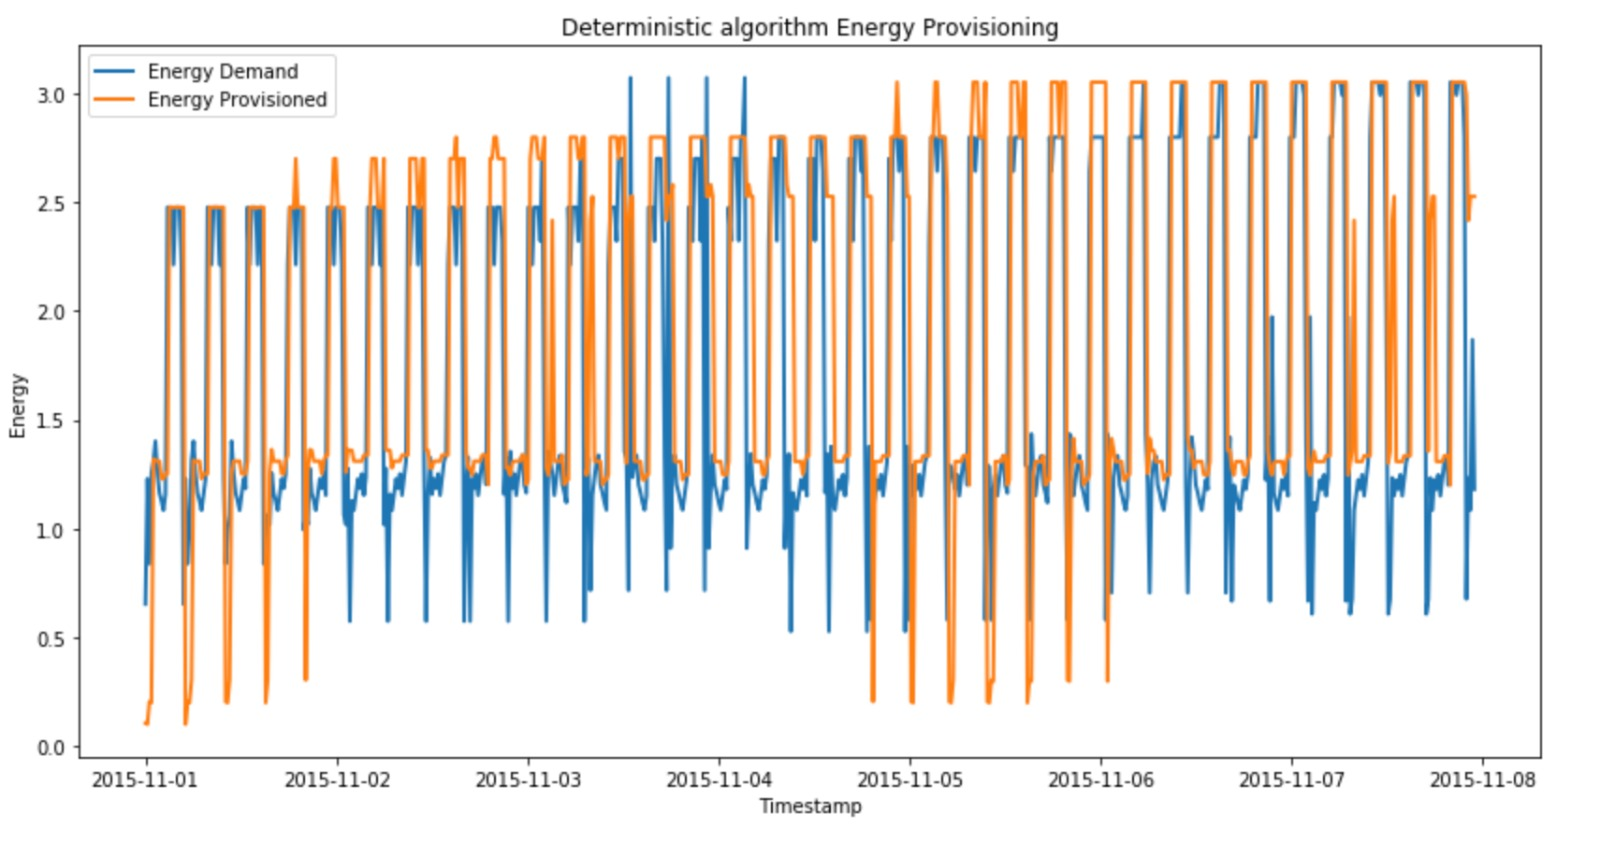 Deterministic algorithm Energy Provisioning
Energy Demand
Energy Provisioned
3.0
2.5
2.0
1.5
1.0
0.5
0.0
Energy
2015-11-01 2015-11-02 2015-11-03 2015-11-04 2015-11-05 2015-11-06 2015-11-07 2015-11-08
Timestamp